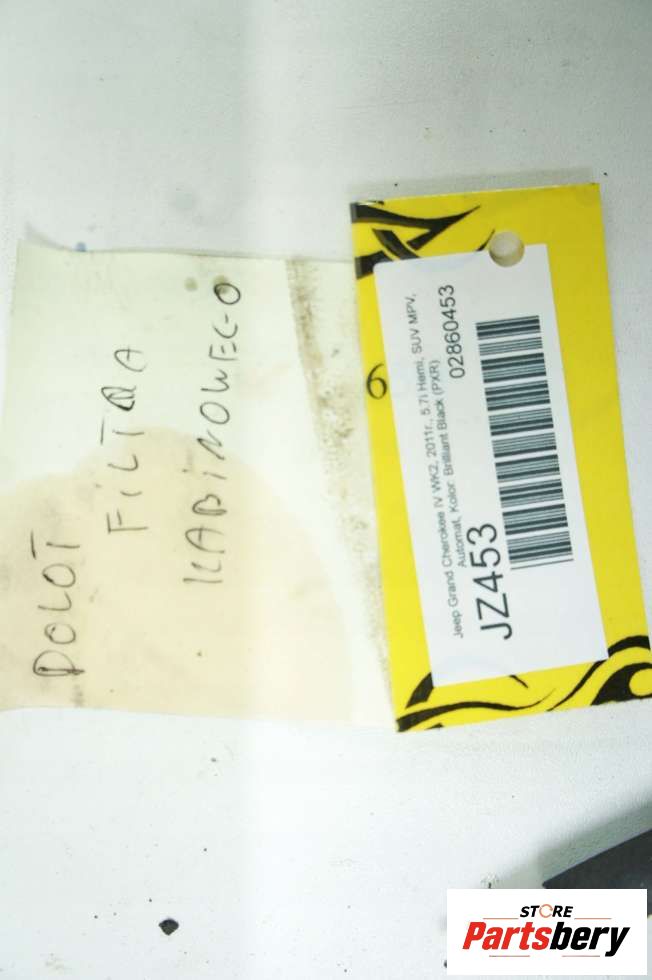 DOLOT
FILTRA
KABINOWEGO
6
Jeep Grand Cherokee IV WK2, 2011r., 5.7i Hemi, SUV MPV,
Automat, Kolor: Brilliant Black (PXR)
02860453
JZ453
STORE
Partsbery